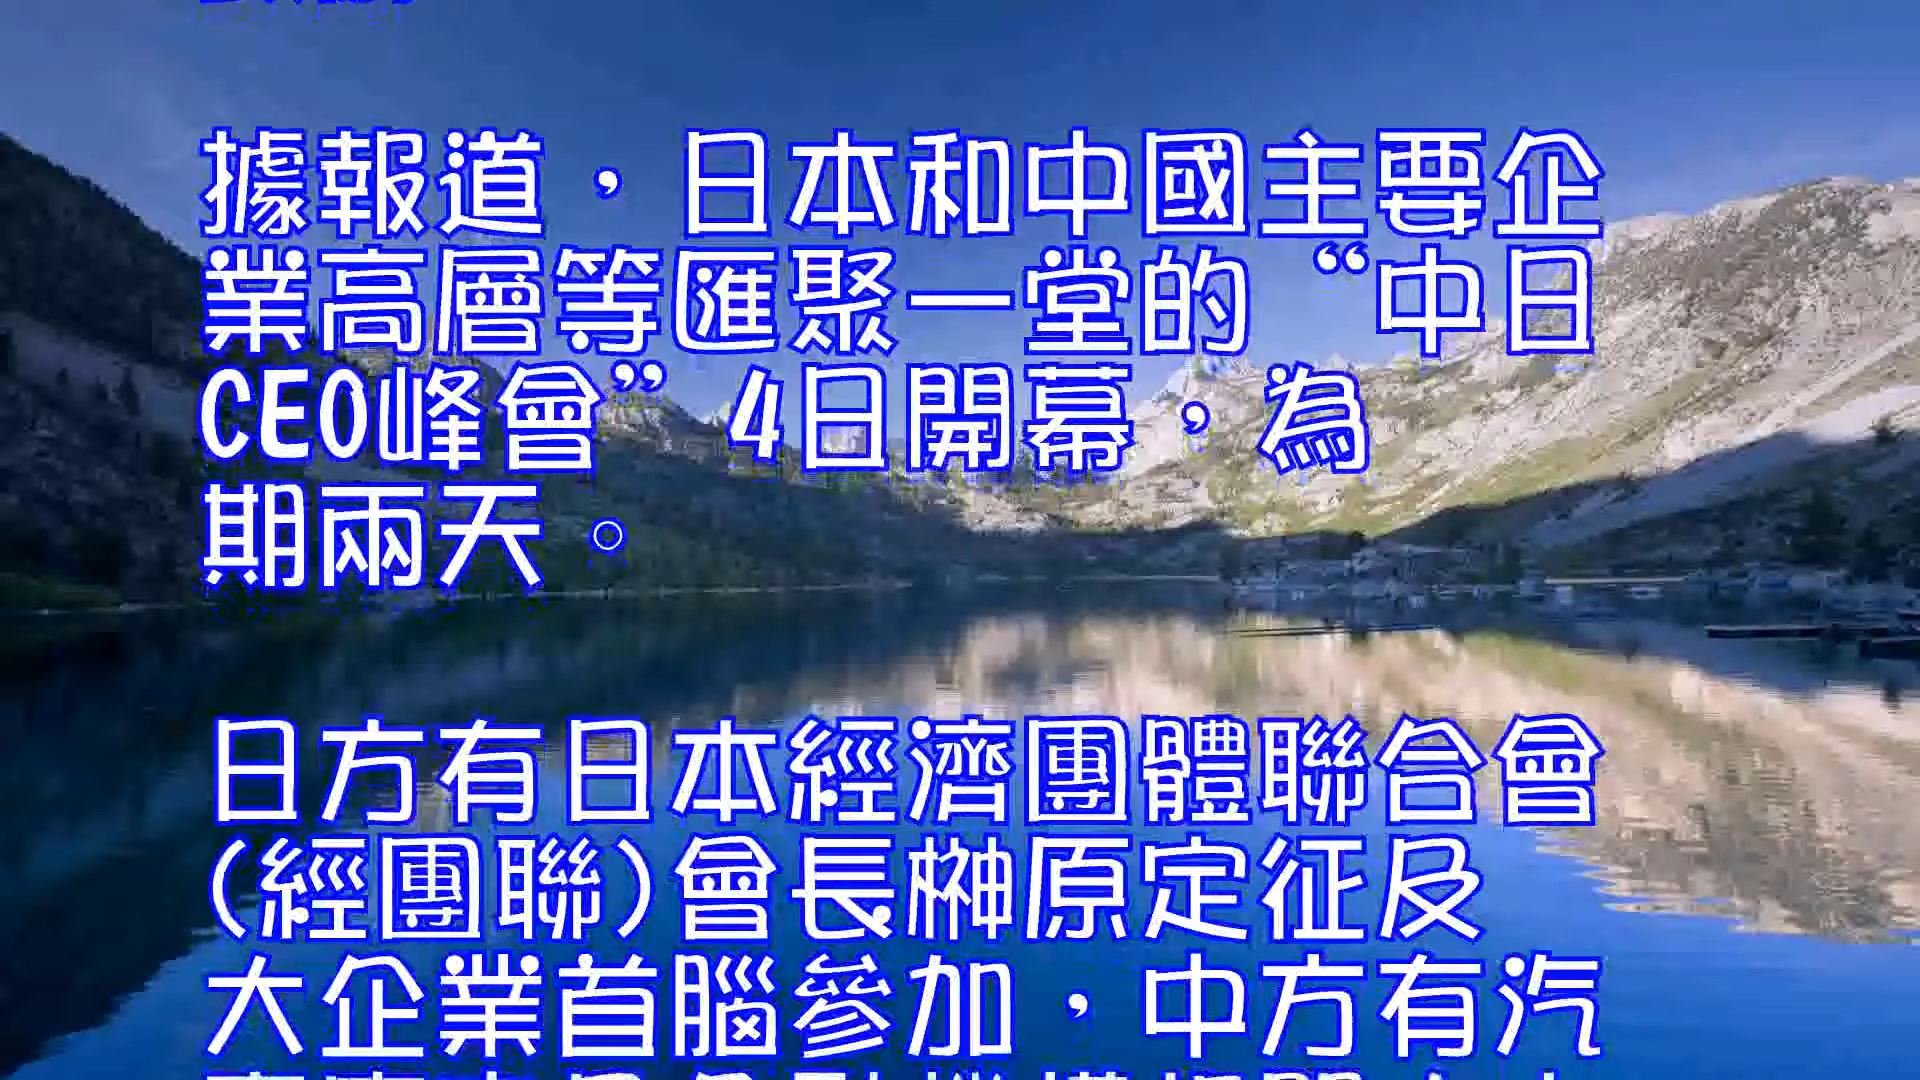 據報道，日本和中國主要企
業高層等匯聚一堂的“中日
CEO峰會”4日開幕，為
期兩天。
日方有日本經濟團體聯合會
(經團聯)會長榊原定征及
大企業首腦參加，中方有汽